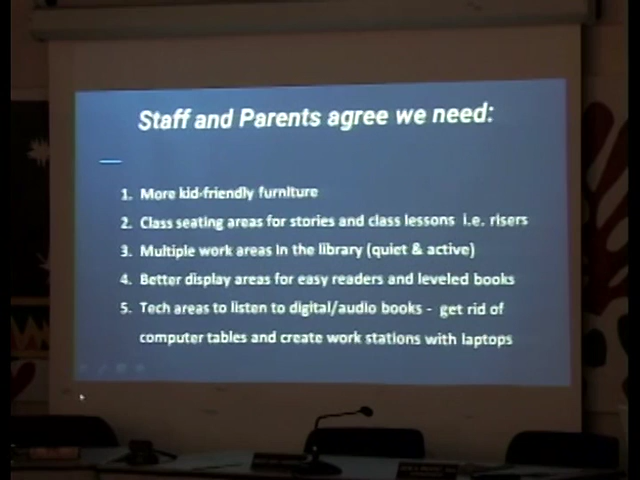 Staff and Parents agree we need:
1. More kid-friendly furniture
2. Class seating areas for stories and class lessons i.e. risers
3. Multiple work areas in the library (quiet & active)
4. Better display areas for easy readers and leveled books
5. Tech areas to listen to digital/audio books - get rid of
computer tables and create work stations with laptops